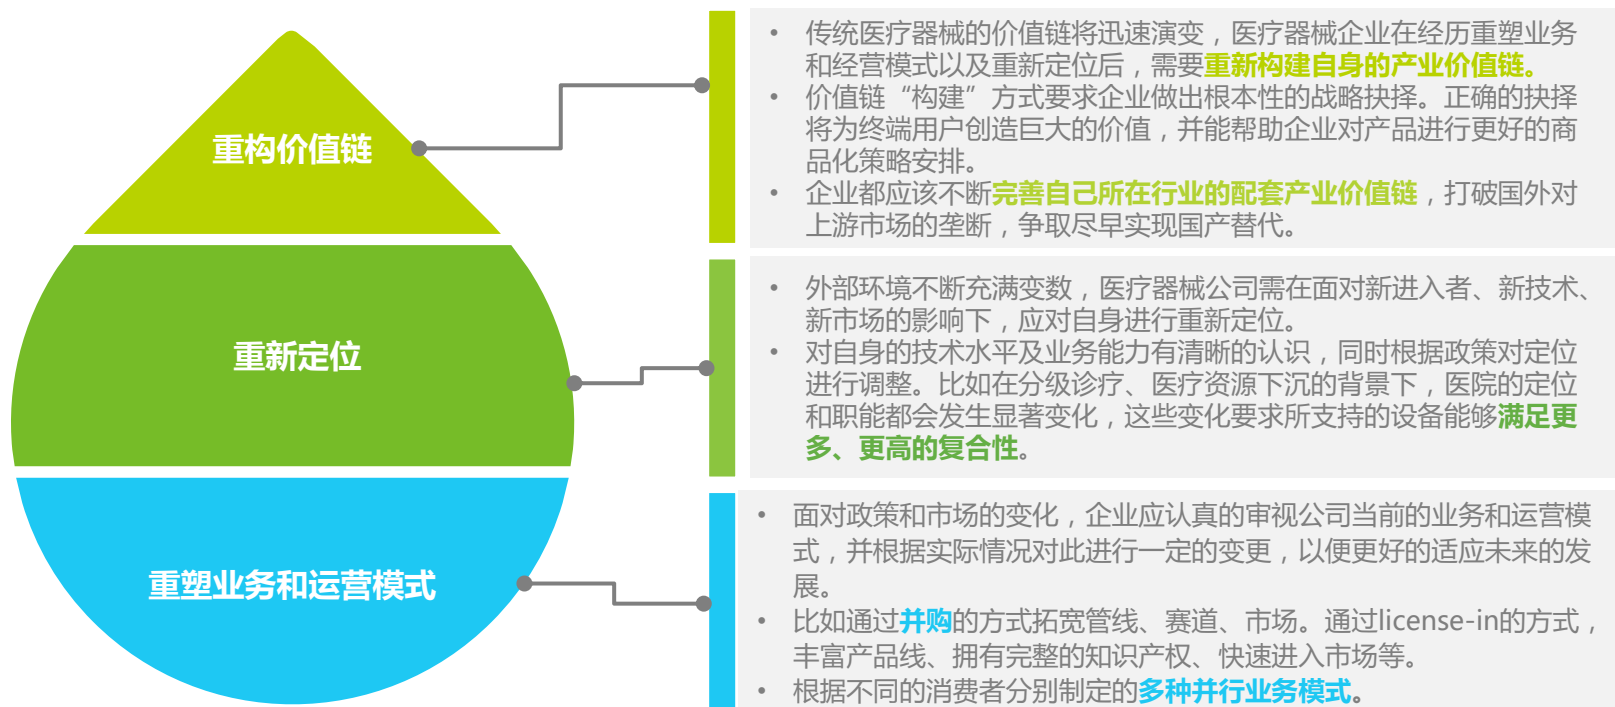 重构价值链
• 传统医疗器械的价值链将迅速演变，医疗器械企业在经历重塑业务
和经营模式以及重新定位后，需要重新构建自身的产业价值链。
• 价值链“构建”方式要求企业做出根本性的战略抉择。正确的抉择
将为终端用户创造巨大的价值，并能帮助企业对产品进行更好的商
品化策略安排。
• 企业都应该不断完善自己所在行业的配套产业价值链，打破国外对
上游市场的垄断，争取尽早实现国产替代。
重新定位
• 外部环境不断充满变数，医疗器械公司需在面对新进入者、新技术、
新市场的影响下，应对自身进行重新定位。
• 对自身的技术水平及业务能力有清晰的认识，同时根据政策对定位
进行调整。比如在分级诊疗、医疗资源下沉的背景下，医院的定位
和职能都会发生显著变化，这些变化要求所支持的设备能够满足更
多、更高的复合性。
重塑业务和运营模式
• 面对政策和市场的变化，企业应认真的审视公司当前的业务和运营模
式，并根据实际情况对此进行一定的变更，以便更好的适应未来的发
展。
• 比如通过并购的方式拓宽管线、赛道、市场。通过license-in的方式，
丰富产品线、拥有完整的知识产权、快速进入市场等。
• 根据不同的消费者分别制定的多种并行业务模式。